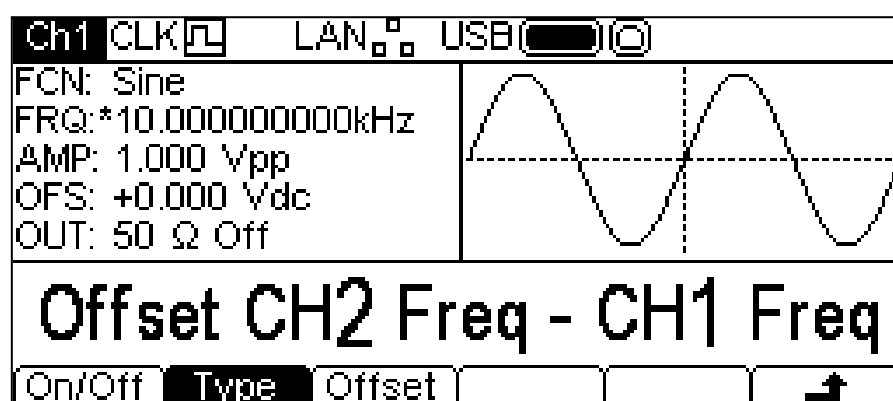 Ch1 CLK LAN USB
FCN: Sine
FRQ:*10.000000000kHz
AMP: 1.000 Vpp
OFS: +0.000 Vdc
OUT: 50 Ω Off
Offset CH2 Freq - CH1 Freq
On/Off Type Offset